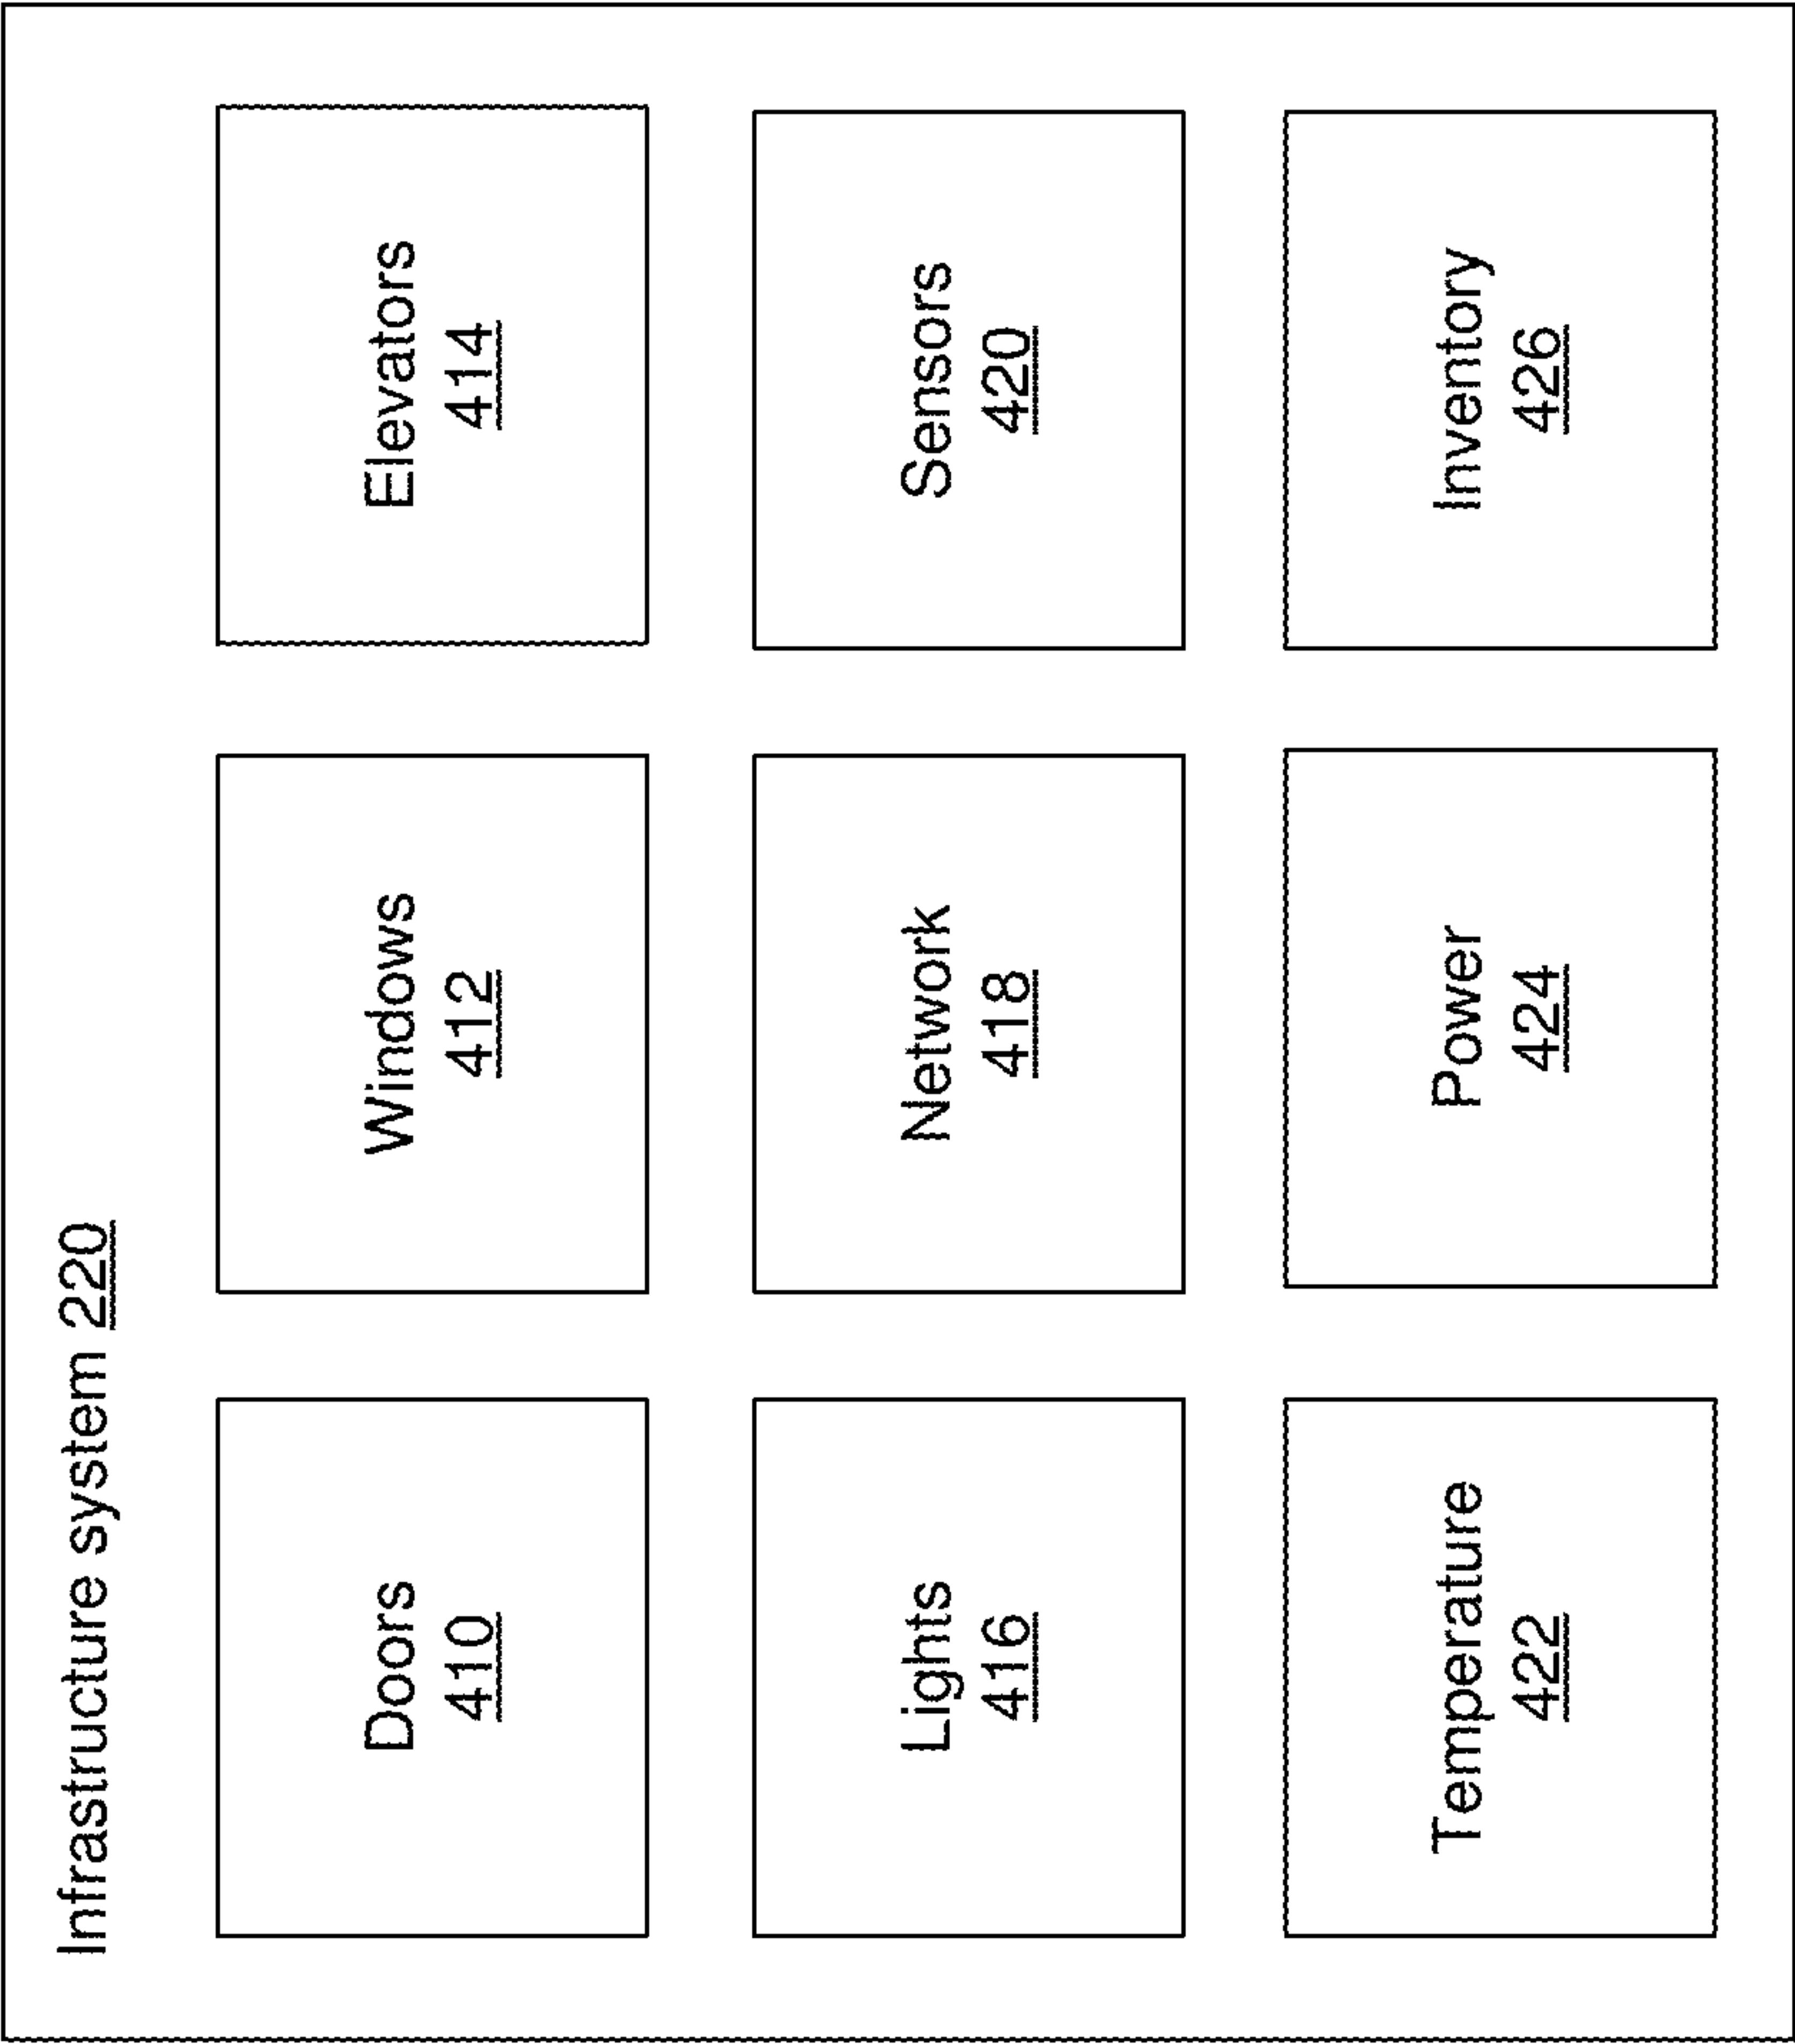 Infrastructure system 220
Doors
410
Windows
412
Elevators
414
Lights
416
Network
418
Sensors
420
Temperature
422
Power
424
Inventory
426